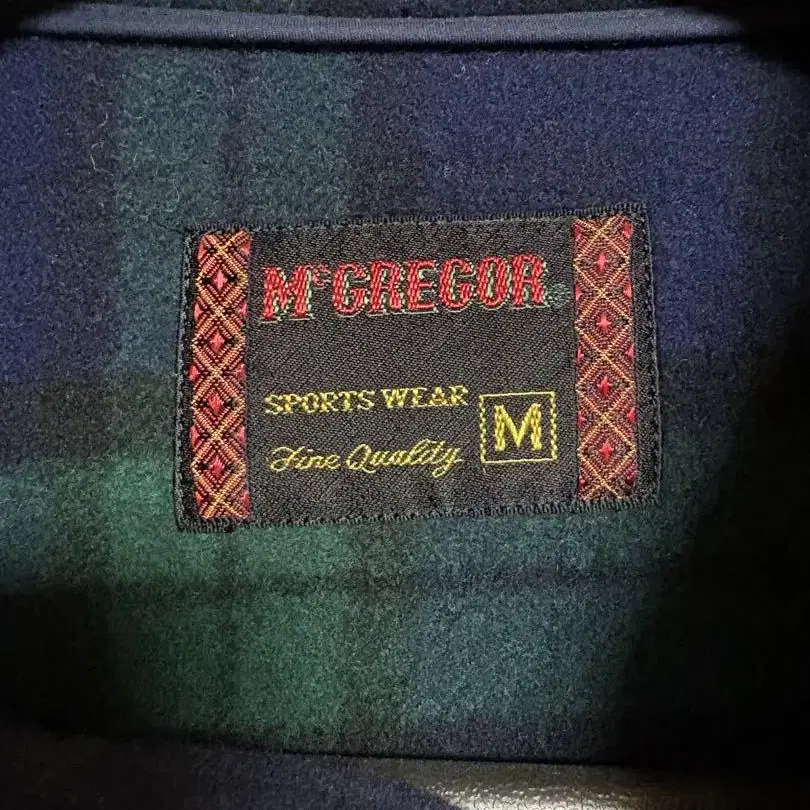 McGREGOR®
SPORTS WEAR
Fine Quality
M